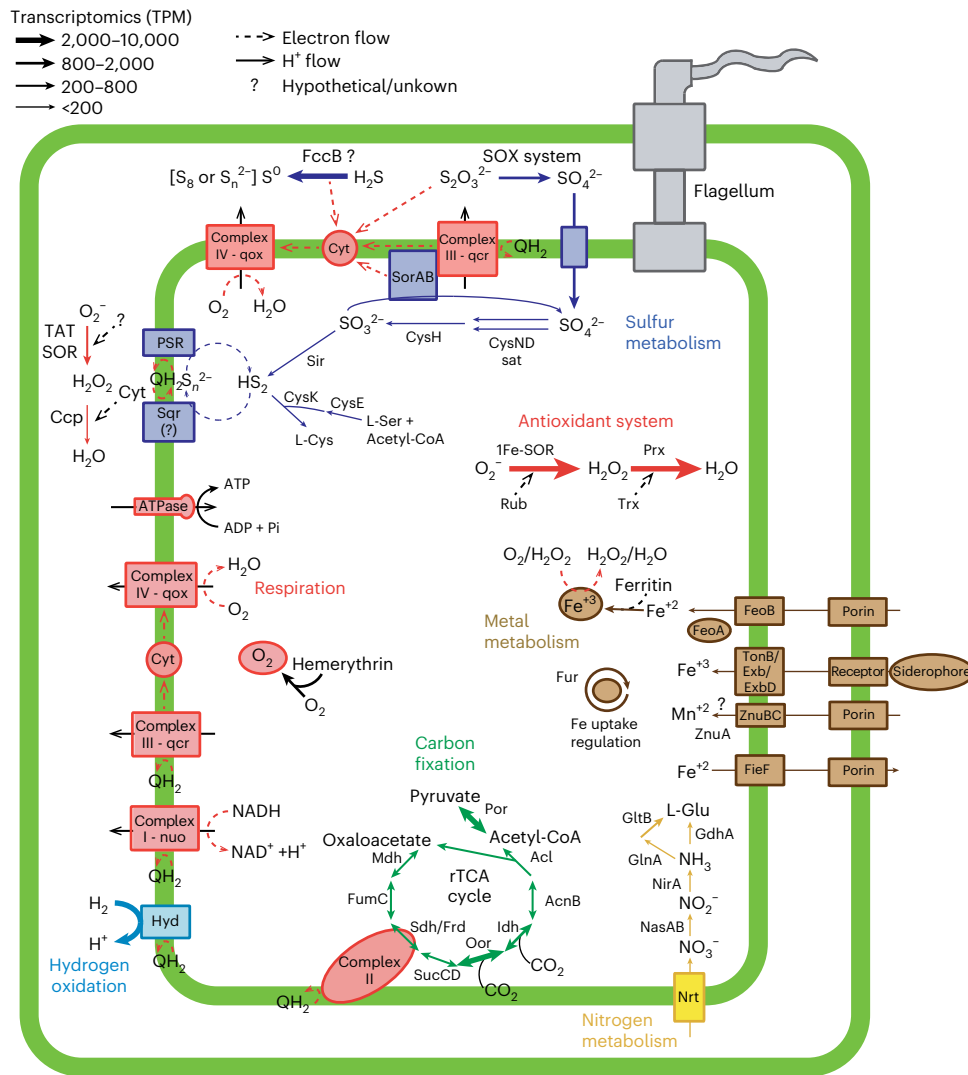 Transcriptomics (TPM)
2,000–10,000
800–2,000
200–800
<200
Electron flow
H⁺ flow
? Hypothetical/unkown
Flagellum
FccB ?
[S₈ or Sₙ²⁻] S⁰
H₂S
SOX system
S₂O₃²⁻
SO₄²⁻
Complex
IV - qox
Cyt
Complex
III - qcr
QH₂
SorAB
O₂
H₂O
SO₃²⁻
CysH
CysND
sat
SO₄²⁻
Sulfur
metabolism
Sir
O₂⁻
?
TAT
SOR
H₂O₂
Cyt
Ccp
H₂O
PSR
QH₂
Sₙ²⁻
Sqr
(?)
HS₂
CysK
CysE
L-Ser +
Acetyl-CoA
L-Cys
Antioxidant system
1Fe-SOR
Prx
O₂⁻
H₂O₂
H₂O
Rub
Trx
ATPase
ATP
ADP + Pi
Complex
IV - qox
H₂O
O₂
Respiration
Cyt
O₂
Hemerythrin
O₂
Complex
III - qcr
QH₂
Complex
I - nuo
NADH
NAD⁺ +H⁺
QH₂
H₂
H⁺
Hyd
QH₂
Hydrogen
oxidation
O₂/H₂O₂
H₂O₂/H₂O
Ferritin
Fe⁺³
Fe⁺²
Metal
metabolism
Fur
Fe uptake
regulation
FeoB
FeoA
Porin
Fe⁺³
TonB/
Exb/
ExbD
Receptor
Siderophore
Mn⁺²
?
ZnuA
ZnuBC
Porin
Fe⁺²
FieF
Porin
Carbon
fixation
Pyruvate
Por
Acetyl-CoA
Oxaloacetate
Acl
Mdh
rTCA
cycle
FumC
AcnB
Sdh/Frd
Idh
Oor
CO₂
SucCD
CO₂
Complex
II
QH₂
L-Glu
GltB
GdhA
GlnA
NH₃
NirA
NO₂⁻
NasAB
NO₃⁻
Nrt
Nitrogen
metabolism